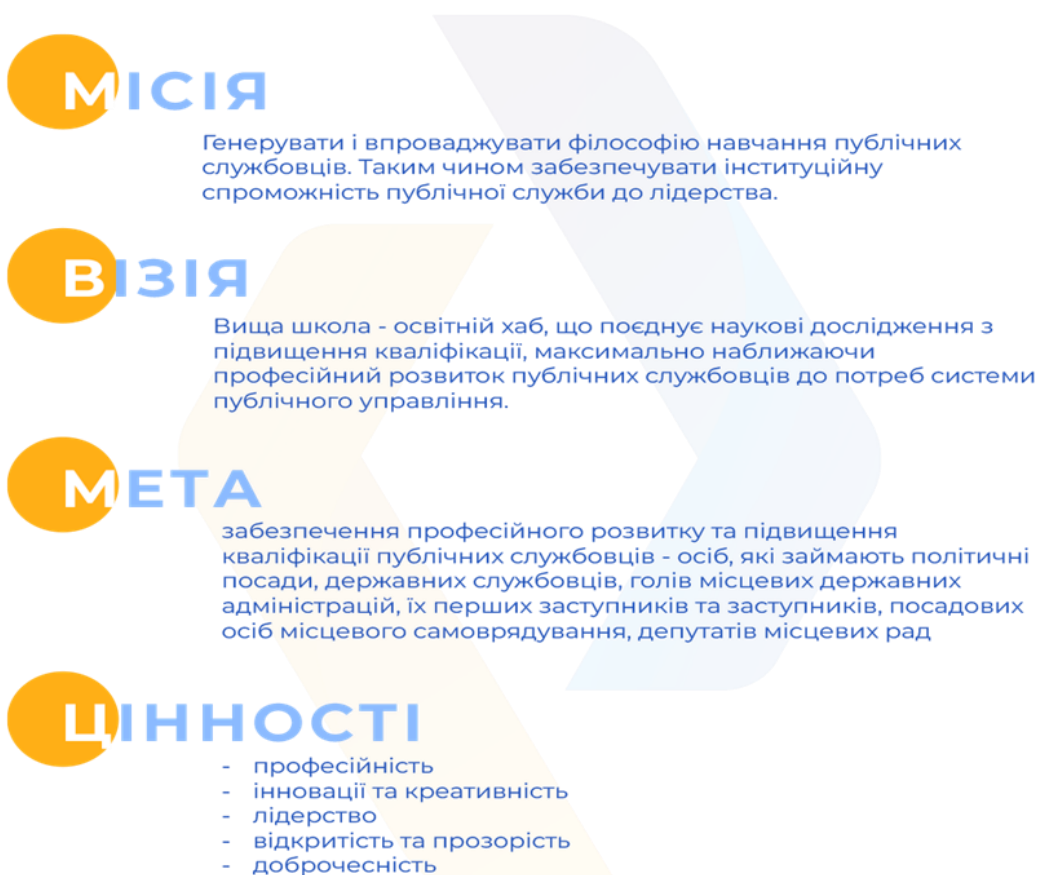 МІСІЯ
Генерувати і впроваджувати філософію навчання публічних
службовців. Таким чином забезпечувати інституційну
спроможність публічної служби до лідерства.
ВІЗІЯ
Вища школа - освітній хаб, що поєднує наукові дослідження з
підвищення кваліфікації, максимально наближаючи
професійний розвиток публічних службовців до потреб системи
публічного управління.
МЕТА
забезпечення професійного розвитку та підвищення
кваліфікації публічних службовців - осіб, які займають політичні
посади, державних службовців, голів місцевих державних
адміністрацій, їх перших заступників та заступників, посадових
осіб місцевого самоврядування, депутатів місцевих рад
ЦІННОСТІ
- професійність
- інновації та креативність
- лідерство
- відкритість та прозорість
- доброчесність